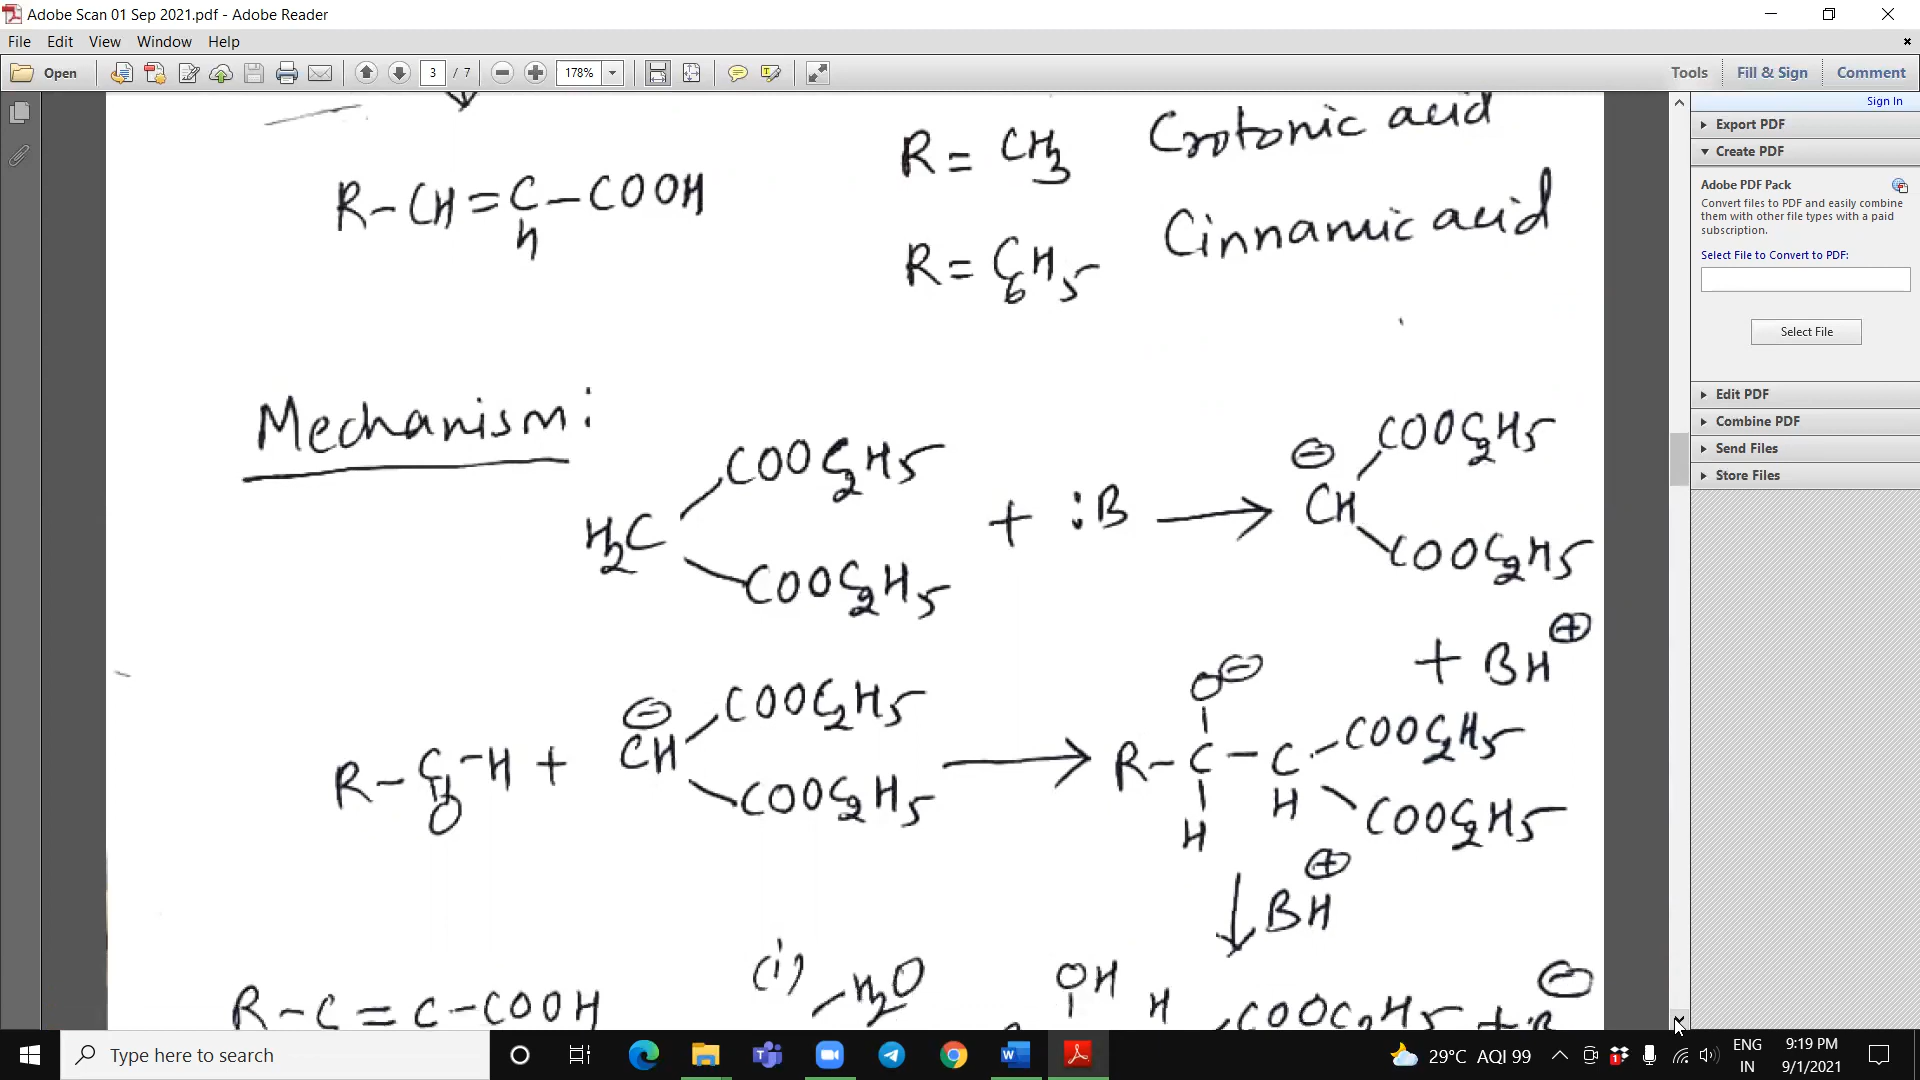 Adobe Scan 01 Sep 2021.pdf - Adobe Reader
File Edit View Window Help
Open 3 / 7 178% Tools Fill & Sign Comment
Sign In
Export PDF
Create PDF
Adobe PDF Pack
Convert files to PDF and easily combine
them with other file types with a paid
subscription.
Select File to Convert to PDF:
Select File
Edit PDF
Combine PDF
Send Files
Store Files
R = CH3 Crotonic acid
R-CH=C-COOH
H
R = C6H5 Cinnamic acid
Mechanism:
COOC2H5 ⊖ COOC2H5
H2C + :B → CH
COOC2H5 COOC2H5
+ BH ⊕
⊖ COOC2H5 O⊖
R-C-H + CH → R-C-C COOC2H5
O COOC2H5 H H COOC2H5
↓ BH ⊕
(i) -H2O OH H ⊖
R-C=C-COOH COOC2H5 + :B
Type here to search
29°C AQI 99 ENG 9:19 PM
IN 9/1/2021